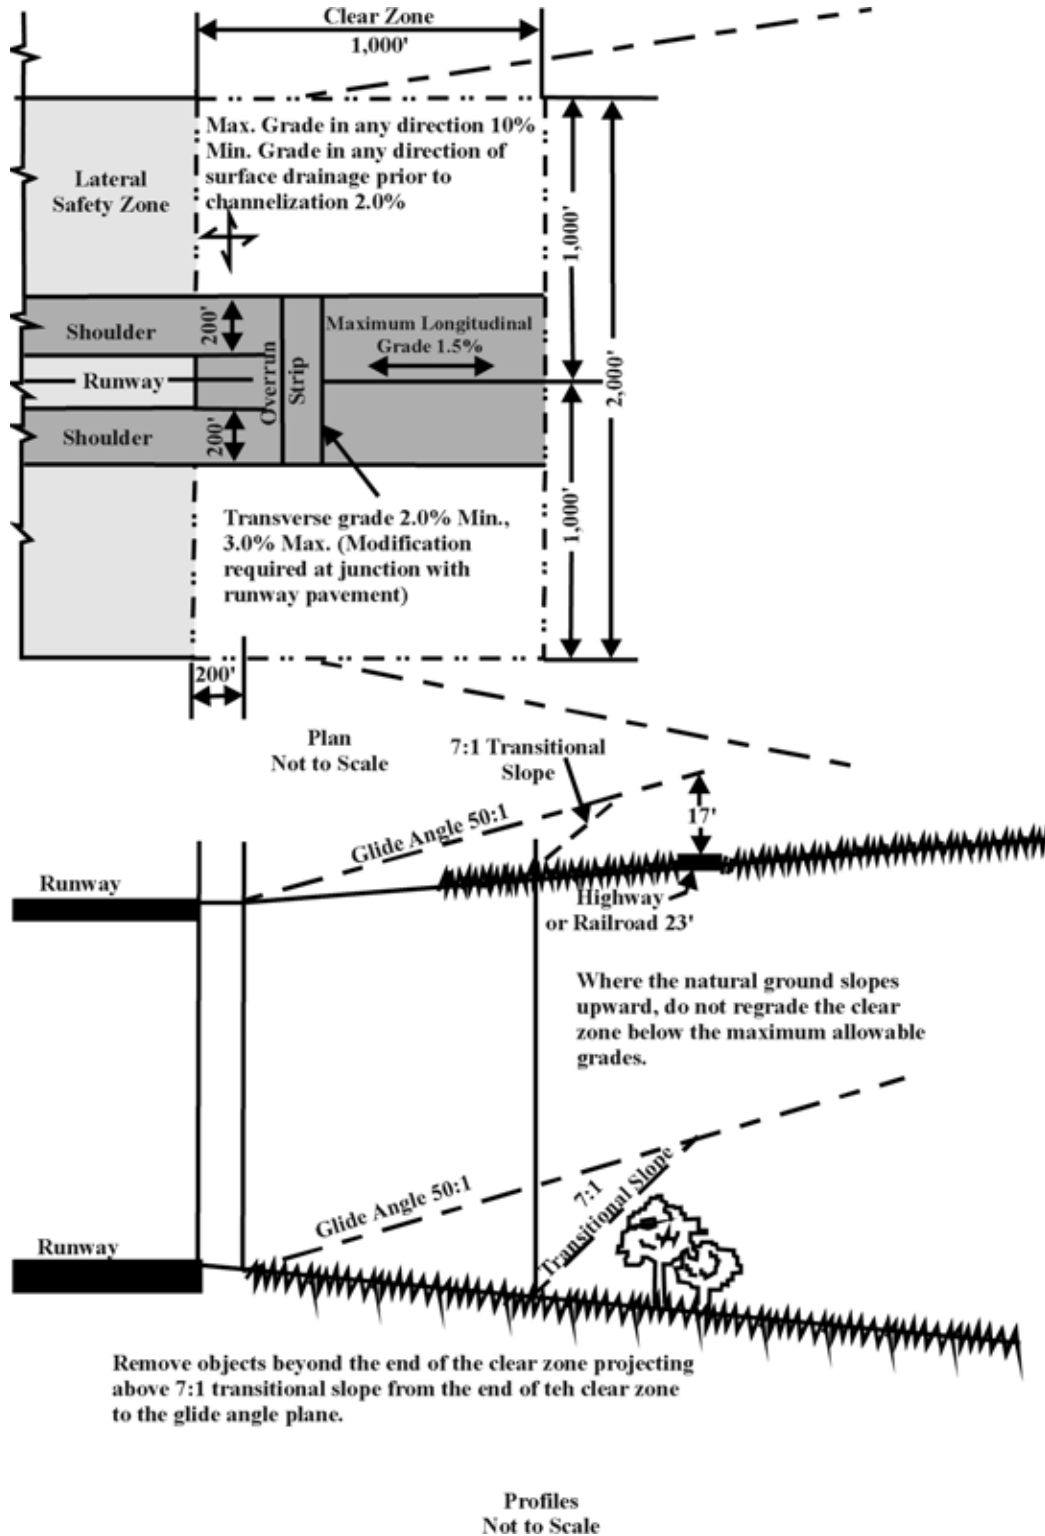 Clear Zone
1,000'
Max. Grade in any direction 10%
Min. Grade in any direction of
surface drainage prior to
channelization 2.0%
Lateral
Safety Zone
1,000'
2,000'
1,000'
Shoulder
200'
Maximum Longitudinal
Grade 1.5%
Runway
Overrun
Strip
Shoulder
200'
Transverse grade 2.0% Min.,
3.0% Max. (Modification
required at junction with
runway pavement)
200'
Plan
Not to Scale
7:1 Transitional
Slope
Glide Angle 50:1
17'
Runway
Highway
or Railroad 23'
Where the natural ground slopes
upward, do not regrade the clear
zone below the maximum allowable
grades.
Glide Angle 50:1
7:1
Transitional Slope
Runway
Remove objects beyond the end of the clear zone projecting
above 7:1 transitional slope from the end of teh clear zone
to the glide angle plane.
Profiles
Not to Scale